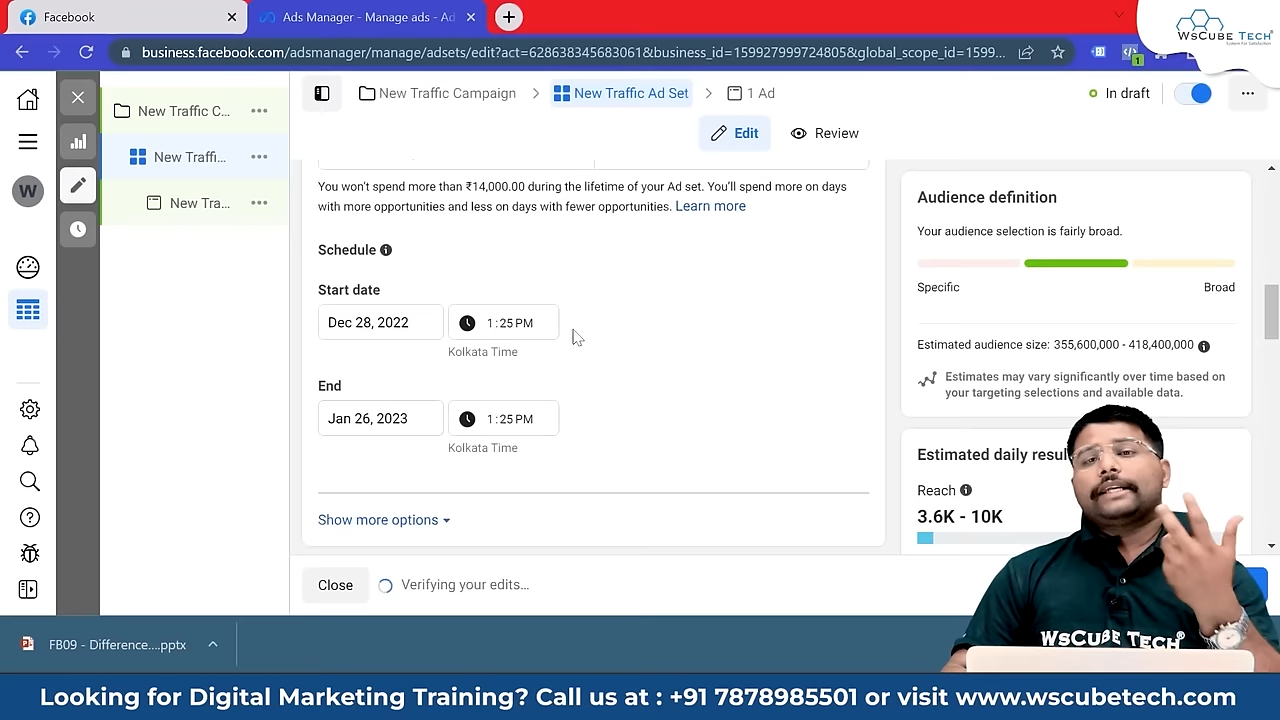 Facebook
Ads Manager - Manage ads - Ad
WsCube Tech
business.facebook.com/adsmanager/manage/adsets/edit?act=628638345683061&business_id=159927999724805&global_scope_id=1599...
1
New Traffic C... ...
New Traffic Campaign > New Traffic Ad Set > 1 Ad
In draft
Edit
Review
New Traffi... ...
W
New Tra... ...
You won't spend more than ₹14,000.00 during the lifetime of your Ad set. You'll spend more on days
with more opportunities and less on days with fewer opportunities. Learn more
Schedule
Start date
Dec 28, 2022
1:25 PM
Kolkata Time
End
Jan 26, 2023
1:25 PM
Kolkata Time
Show more options
Audience definition
Your audience selection is fairly broad.
Specific
Broad
Estimated audience size: 355,600,000 - 418,400,000
Estimates may vary significantly over time based on
your targeting selections and available data.
Estimated daily resul
Reach
3.6K - 10K
Close
Verifying your edits...
FB09 - Difference....pptx
WsCube Tech®
Looking for Digital Marketing Training? Call us at : +91 7878985501 or visit www.wscubetech.com